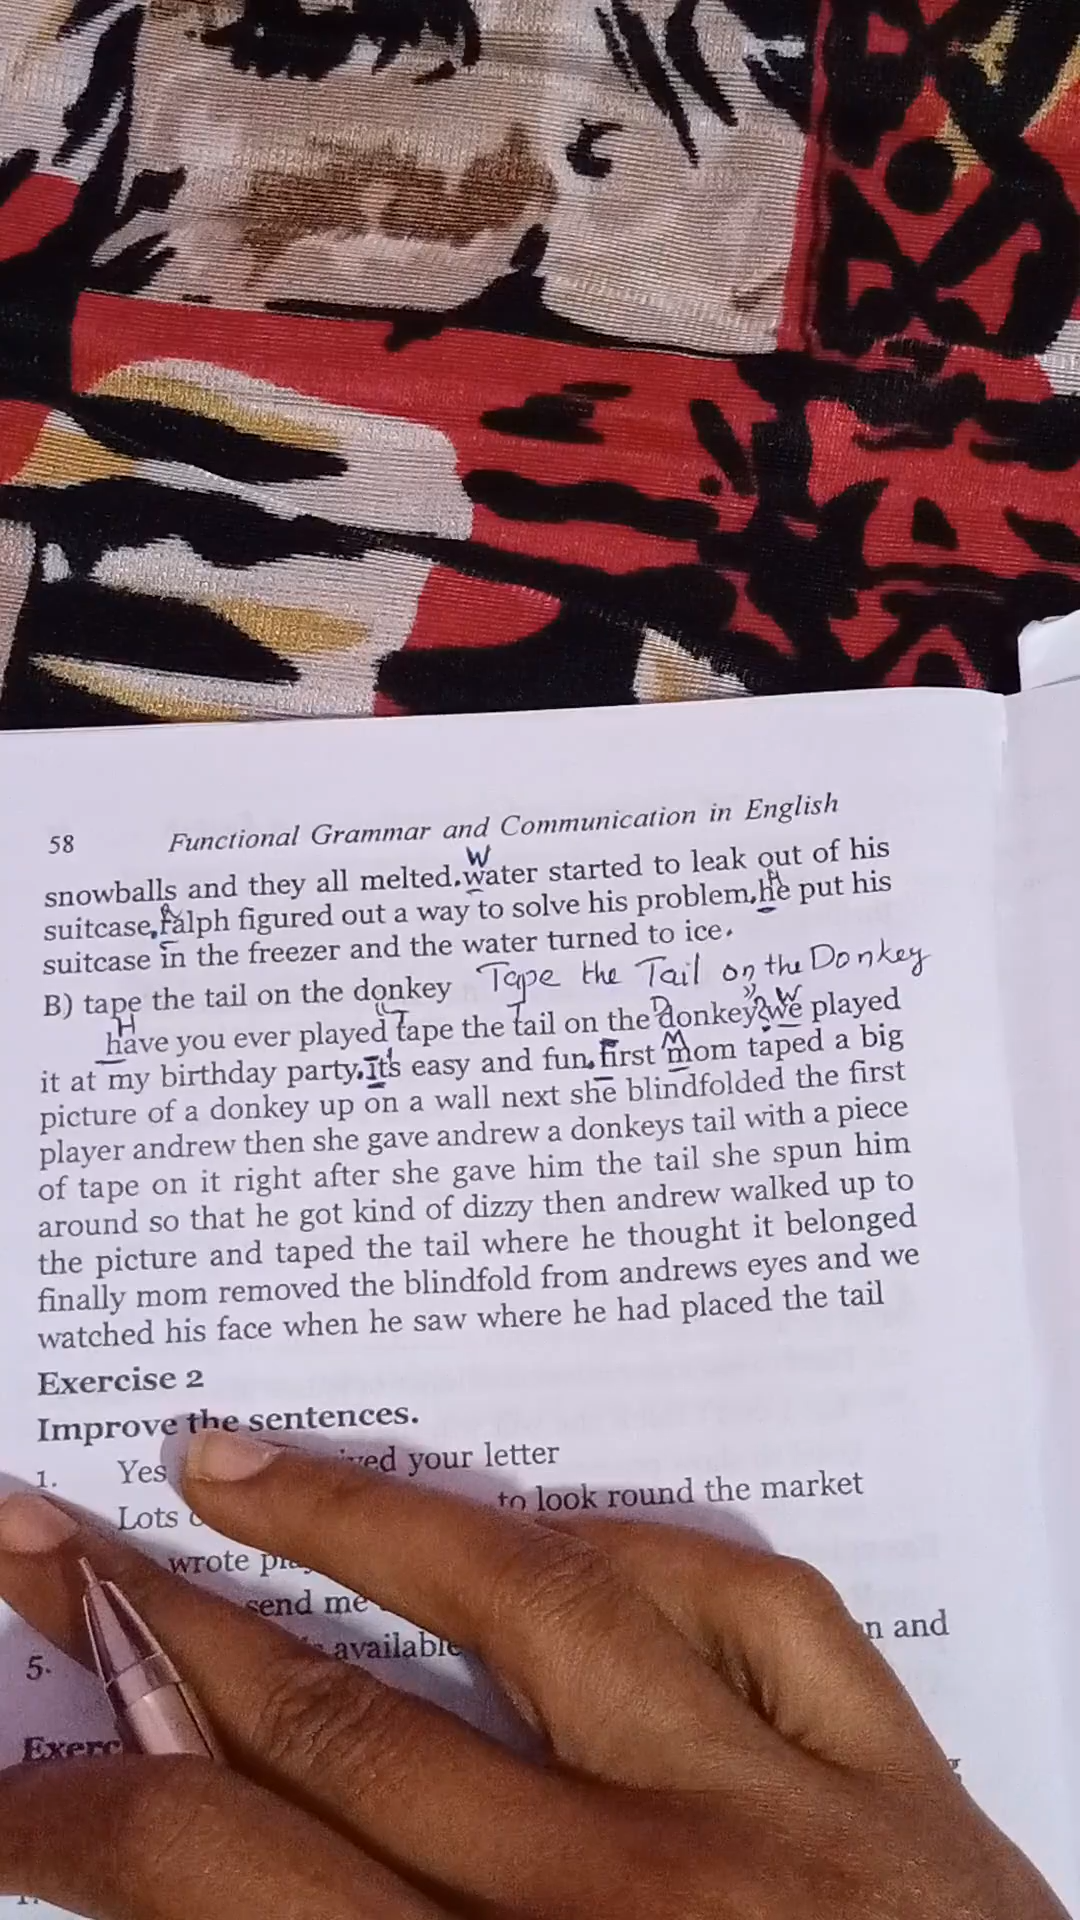 58 Functional Grammar and Communication in English
W
snowballs and they all melted.water started to leak out of his
R H
suitcase,ralph figured out a way to solve his problem,he put his
suitcase in the freezer and the water turned to ice.
B) tape the tail on the donkey Tape the Tail on the Donkey
H "T T D "? W
have you ever played tape the tail on the donkey we played
I M
it at my birthday party.its easy and fun.first mom taped a big
picture of a donkey up on a wall next she blindfolded the first
player andrew then she gave andrew a donkeys tail with a piece
of tape on it right after she gave him the tail she spun him
around so that he got kind of dizzy then andrew walked up to
the picture and taped the tail where he thought it belonged
finally mom removed the blindfold from andrews eyes and we
watched his face when he saw where he had placed the tail
Exercise 2
Improve the sentences.
1. Yes your letter
Lots to look round the market
wrote
send me
5. available n and